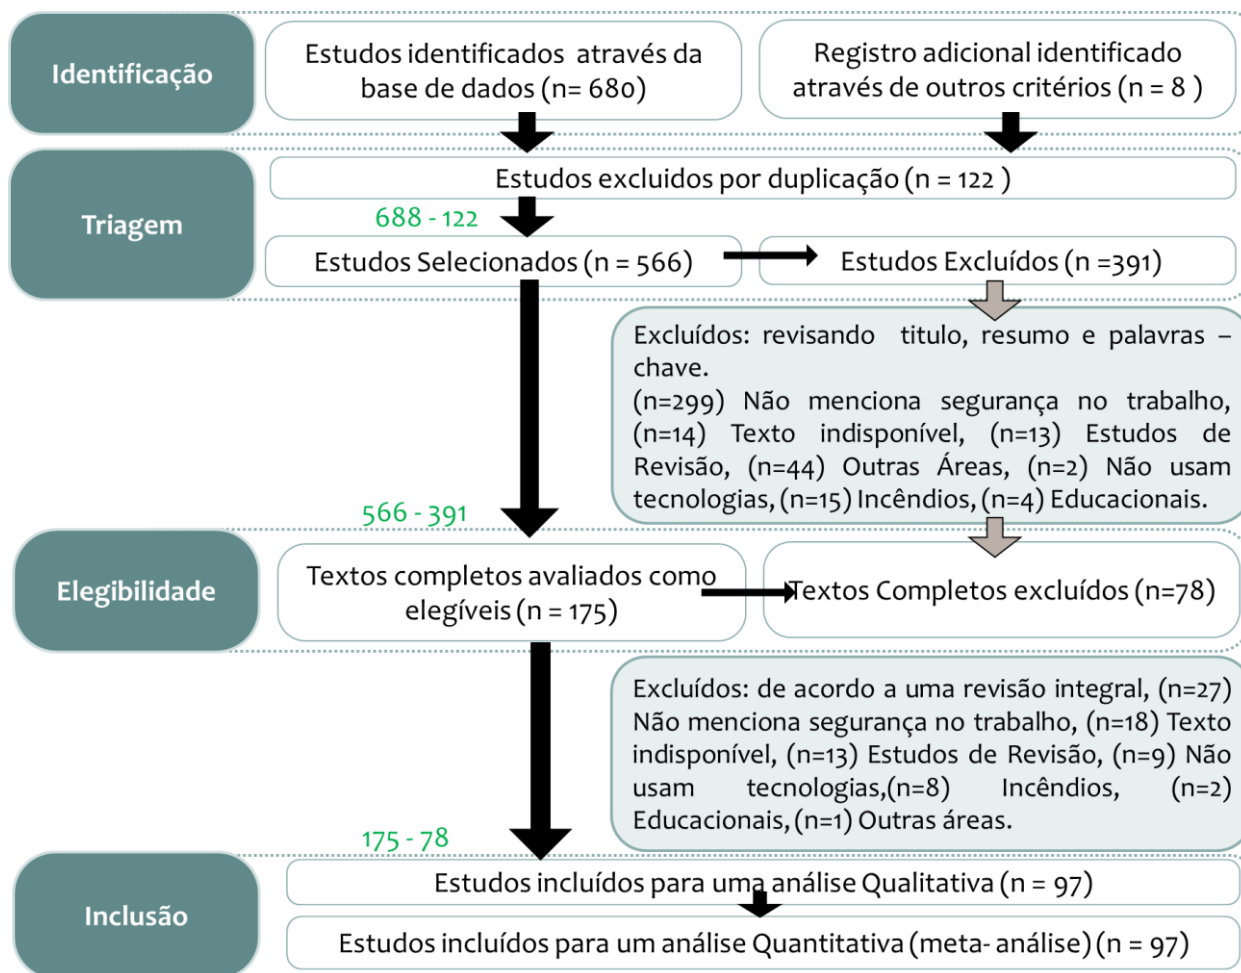 Identificação
Estudos identificados através da
base de dados (n= 680)
Registro adicional identificado
através de outros critérios (n = 8 )
Triagem
Estudos excluidos por duplicação (n = 122 )
688 - 122
Estudos Selecionados (n = 566)
Estudos Excluídos (n =391)
Excluídos: revisando titulo, resumo e palavras –
chave.
(n=299) Não menciona segurança no trabalho,
(n=14) Texto indisponível, (n=13) Estudos de
Revisão, (n=44) Outras Áreas, (n=2) Não usam
tecnologias, (n=15) Incêndios, (n=4) Educacionais.
566 - 391
Elegibilidade
Textos completos avaliados como
elegíveis (n = 175)
Textos Completos excluídos (n=78)
Excluídos: de acordo a uma revisão integral, (n=27)
Não menciona segurança no trabalho, (n=18) Texto
indisponível, (n=13) Estudos de Revisão, (n=9) Não
usam tecnologias,(n=8) Incêndios, (n=2)
Educacionais, (n=1) Outras áreas.
175 - 78
Inclusão
Estudos incluídos para uma análise Qualitativa (n = 97)
Estudos incluídos para um análise Quantitativa (meta- análise) (n = 97)